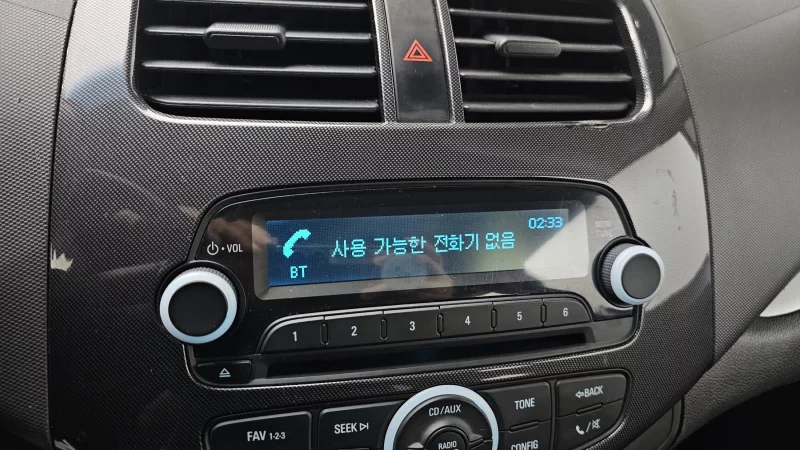 02:33
사용 가능한 전화기 없음
BT
VOL
1 2 3 4 5 6
CD/AUX
RADIO
FAV 1-2-3
SEEK
TONE
BACK
CONFIG